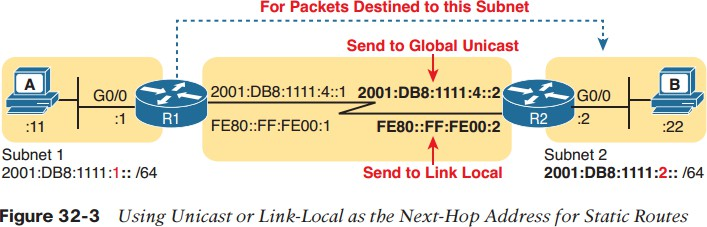 For Packets Destined to this Subnet
Send to Global Unicast
A
G0/0
:11
:1
R1
2001:DB8:1111:4::1
2001:DB8:1111:4::2
FE80::FF:FE00:1
FE80::FF:FE00:2
R2
G0/0
:2
B
:22
Send to Link Local
Subnet 1
2001:DB8:1111:1:: /64
Subnet 2
2001:DB8:1111:2:: /64
Figure 32-3 Using Unicast or Link-Local as the Next-Hop Address for Static Routes